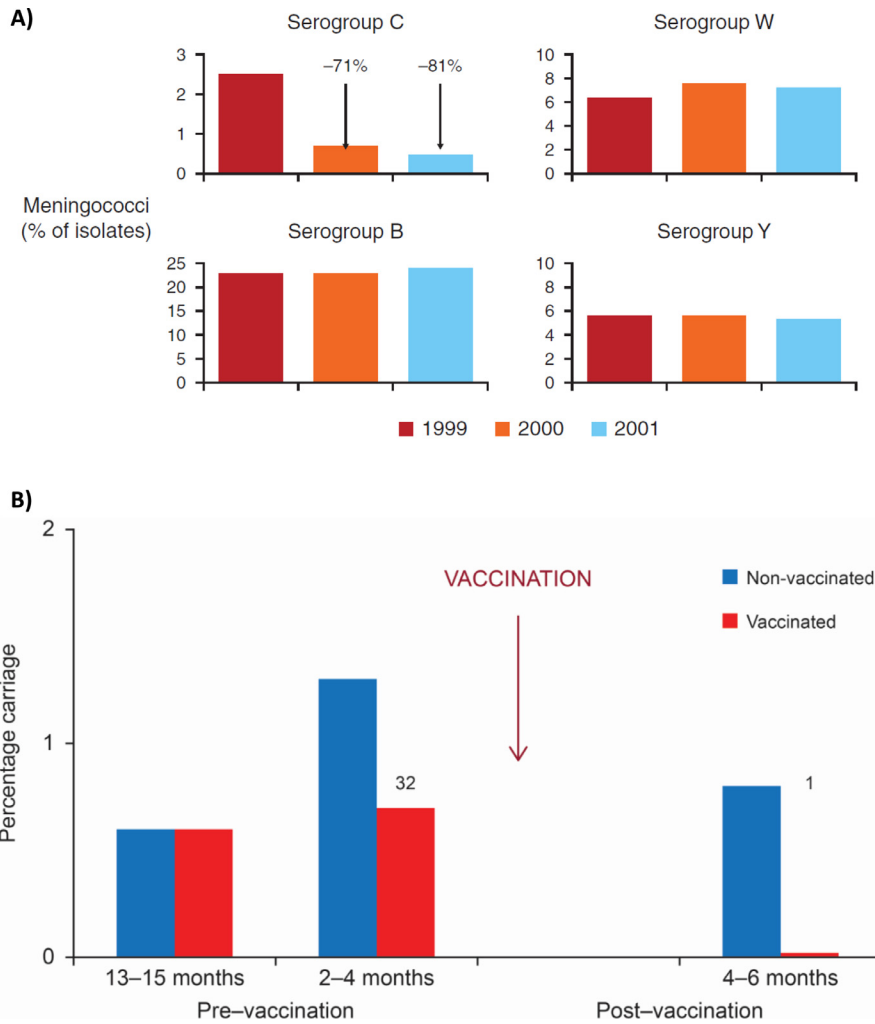 A)
Serogroup C
Serogroup W
3
2
1
0
−71%
−81%
10
8
6
4
2
0
Meningococci
(% of isolates)
Serogroup B
Serogroup Y
25
20
15
10
5
0
10
8
6
4
2
0
1999 2000 2001
B)
2
1
0
Percentage carriage
VACCINATION
Non-vaccinated
Vaccinated
32
1
13–15 months 2–4 months 4–6 months
Pre–vaccination Post–vaccination